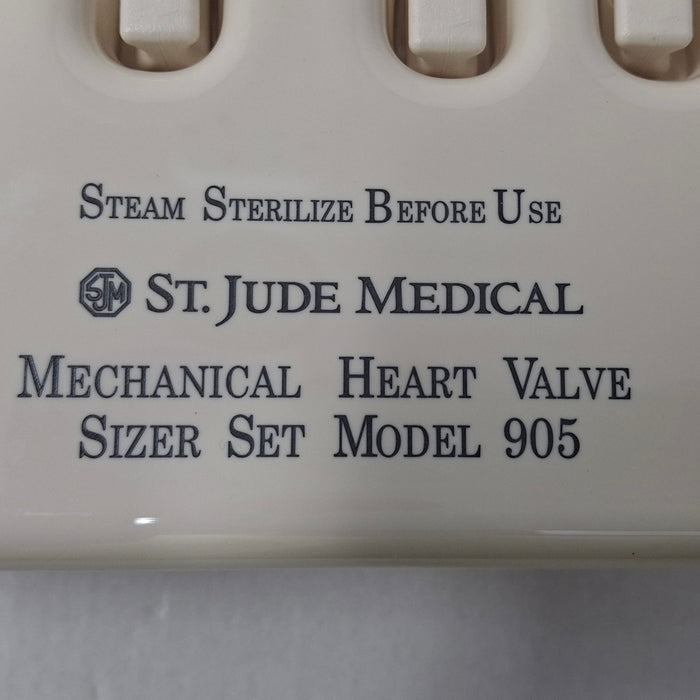 STEAM STERILIZE BEFORE USE
SJM ST. JUDE MEDICAL
MECHANICAL HEART VALVE
SIZER SET MODEL 905